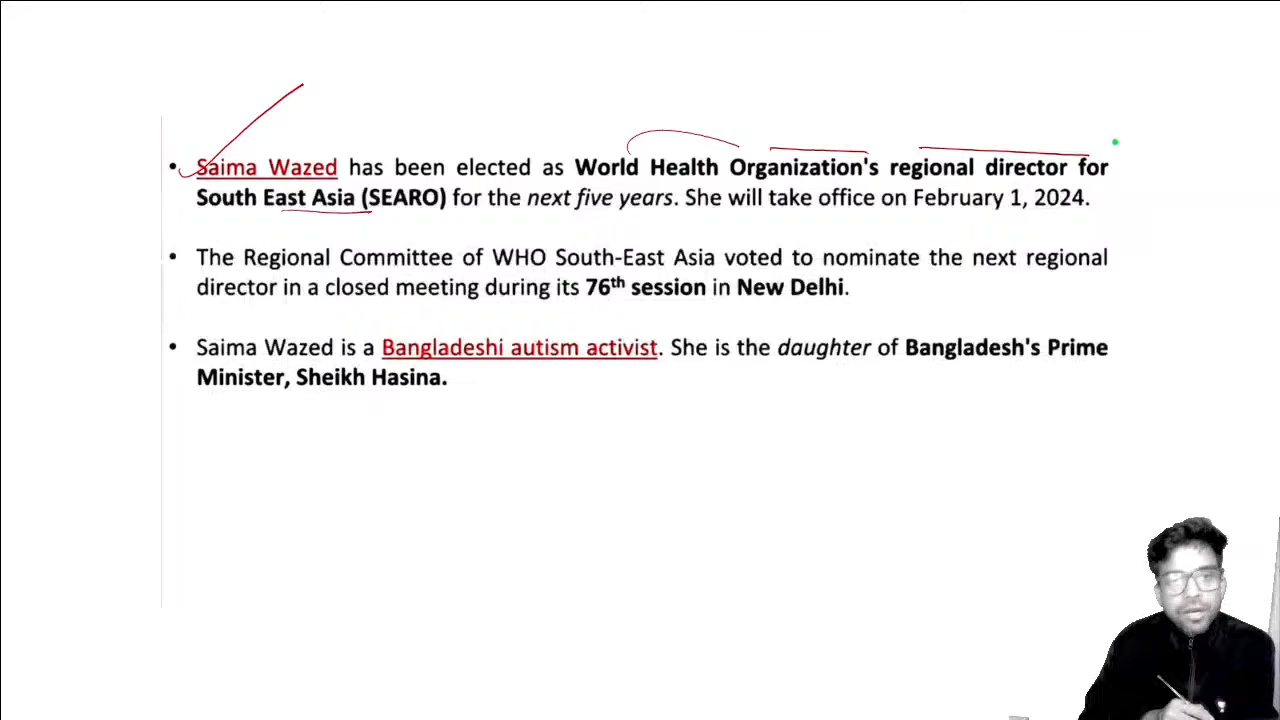 • Saima Wazed has been elected as World Health Organization's regional director for
South East Asia (SEARO) for the next five years. She will take office on February 1, 2024.
• The Regional Committee of WHO South-East Asia voted to nominate the next regional
director in a closed meeting during its 76th session in New Delhi.
• Saima Wazed is a Bangladeshi autism activist. She is the daughter of Bangladesh's Prime
Minister, Sheikh Hasina.